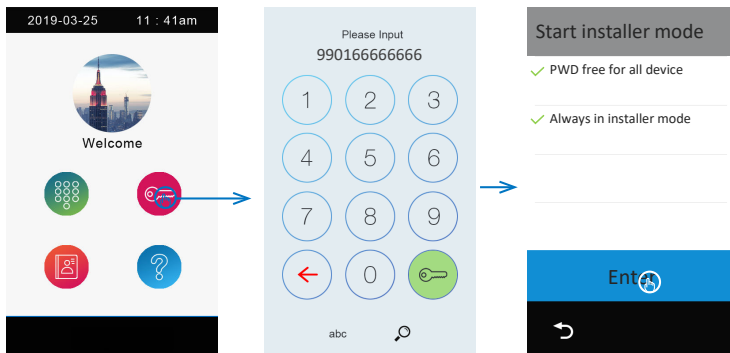 2019-03-25 11 : 41am
Welcome
?
Please Input
990166666666
1 2 3
4 5 6
7 8 9
0
abc
Start installer mode
PWD free for all device
Always in installer mode
Enter